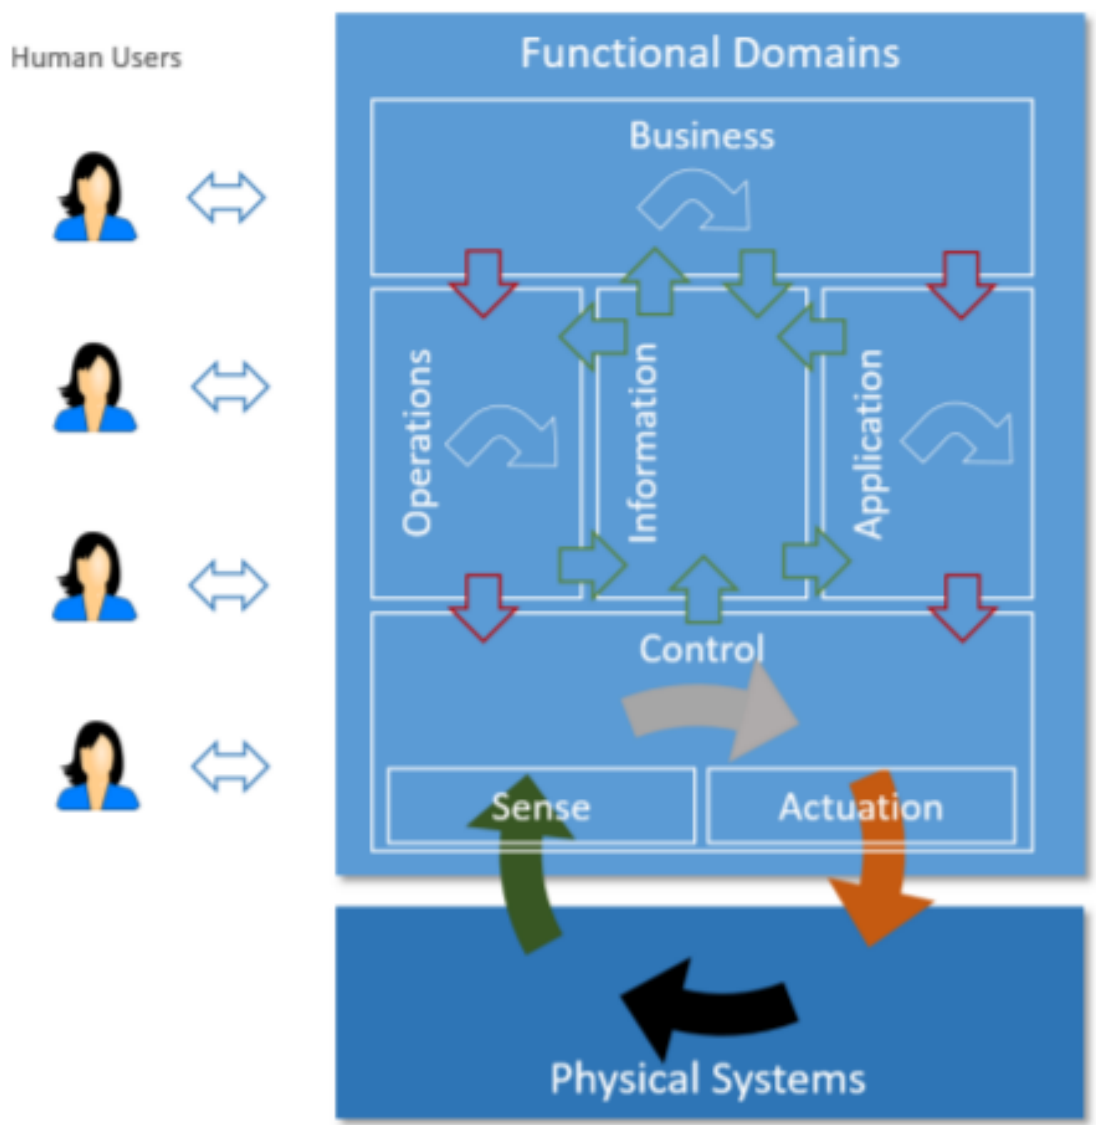 Human Users
Functional Domains
Business
Operations
Information
Application
Control
Sense
Actuation
Physical Systems